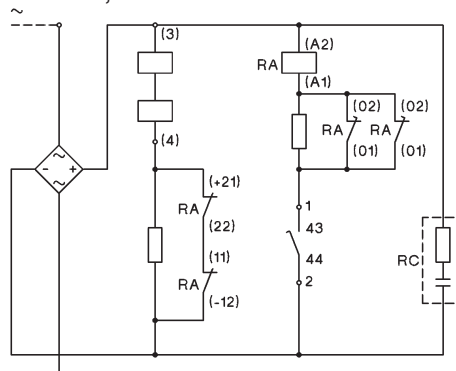 ~
(3)
(A2)
RA
(A1)
(02)
(02)
RA
RA
(4)
(01)
(01)
~
-
+
~
(+21)
RA
(22)
1
43
(11)
44
RC
RA
2
(-12)